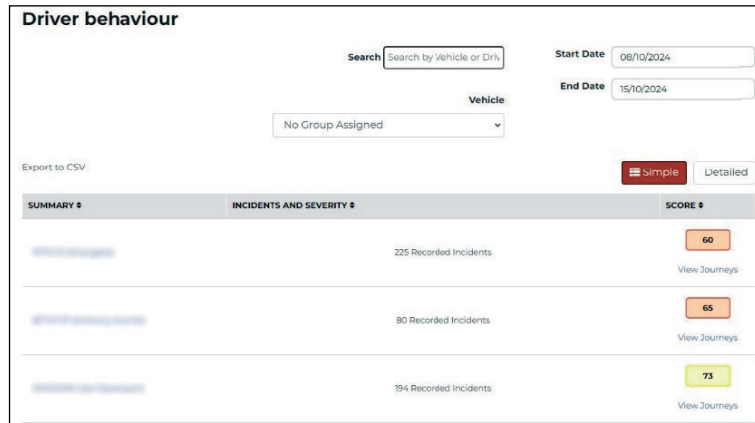 Driver behaviour
Search Search by Vehicle or Driv
Start Date 08/10/2024
End Date 15/10/2024
Vehicle
No Group Assigned
Export to CSV
Simple Detailed
SUMMARY INCIDENTS AND SEVERITY SCORE
225 Recorded Incidents 60
View Journeys
80 Recorded Incidents 65
View Journeys
194 Recorded Incidents 73
View Journeys